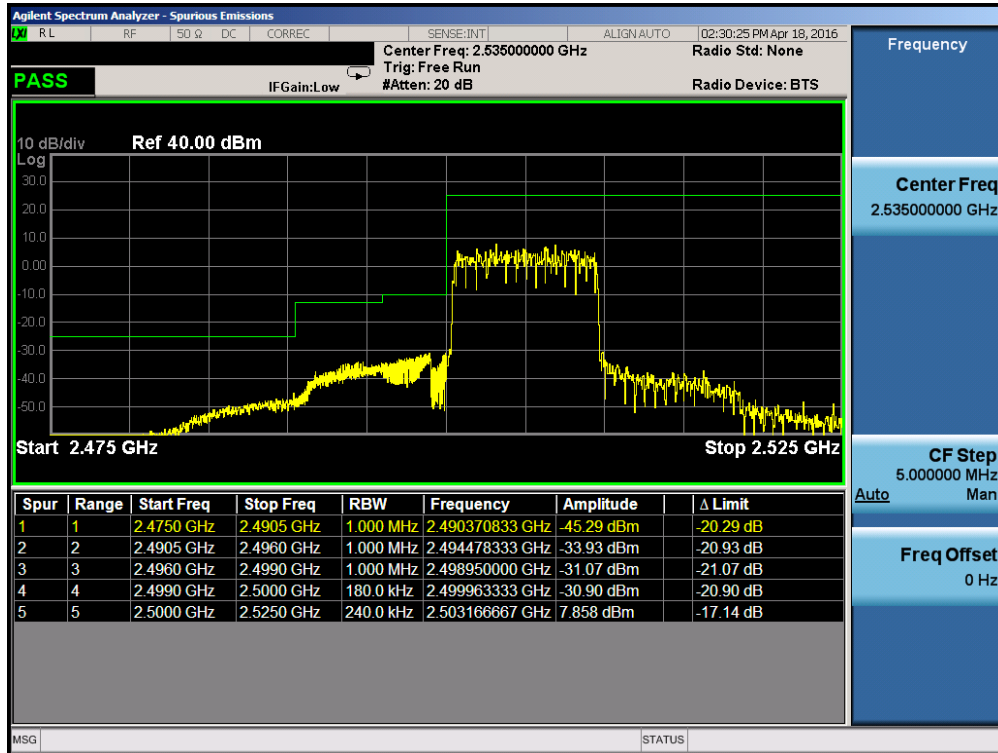 Agilent Spectrum Analyzer - Spurious Emissions
LXI RL RF 50 Ω DC CORREC SENSE:INT ALIGN AUTO 02:30:25 PM Apr 18, 2016
Center Freq: 2.535000000 GHz Radio Std: None
Trig: Free Run
PASS IFGain:Low #Atten: 20 dB Radio Device: BTS
Frequency
10 dB/div Ref 40.00 dBm
Log
30.0
20.0
10.0
0.00
-10.0
-20.0
-30.0
-40.0
-50.0
Start 2.475 GHz Stop 2.525 GHz
Center Freq
2.535000000 GHz
CF Step
5.000000 MHz
Auto Man
Freq Offset
0 Hz
Spur Range Start Freq Stop Freq RBW Frequency Amplitude Δ Limit
1 1 2.4750 GHz 2.4905 GHz 1.000 MHz 2.490370833 GHz -45.29 dBm -20.29 dB
2 2 2.4905 GHz 2.4960 GHz 1.000 MHz 2.494478333 GHz -33.93 dBm -20.93 dB
3 3 2.4960 GHz 2.4990 GHz 1.000 MHz 2.498950000 GHz -31.07 dBm -21.07 dB
4 4 2.4990 GHz 2.5000 GHz 180.0 kHz 2.499963333 GHz -30.90 dBm -20.90 dB
5 5 2.5000 GHz 2.5250 GHz 240.0 kHz 2.503166667 GHz 7.858 dBm -17.14 dB
MSG STATUS